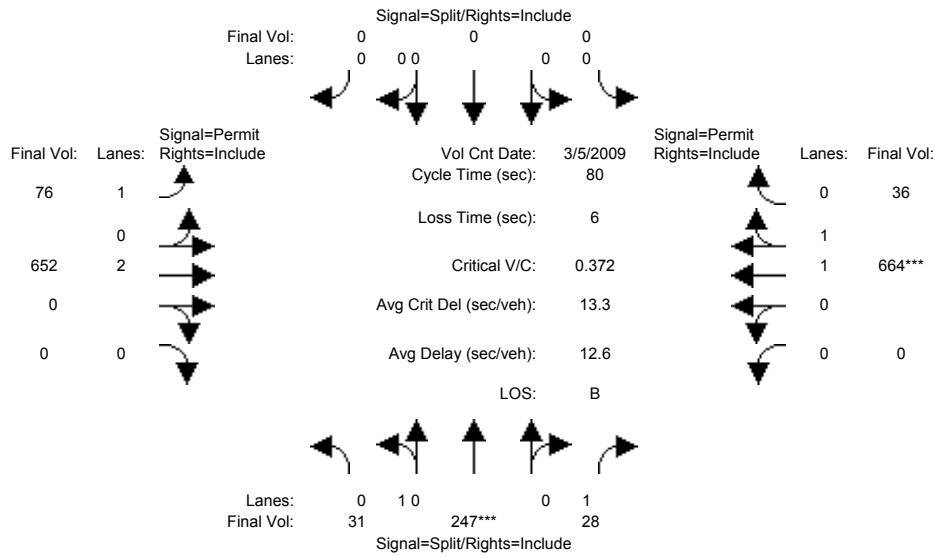 Signal=Split/Rights=Include
Final Vol: 0 0 0
Lanes: 0 0 0 0 0
Signal=Permit Signal=Permit
Final Vol: Lanes: Rights=Include Vol Cnt Date: 3/5/2009 Rights=Include Lanes: Final Vol:
Cycle Time (sec): 80
76 1 0 36
Loss Time (sec): 6
0 1
652 2 Critical V/C: 0.372 1 664***
0 Avg Crit Del (sec/veh): 13.3 0
0 0 Avg Delay (sec/veh): 12.6 0 0
LOS: B
Lanes: 0 1 0 0 1
Final Vol: 31 247*** 28
Signal=Split/Rights=Include